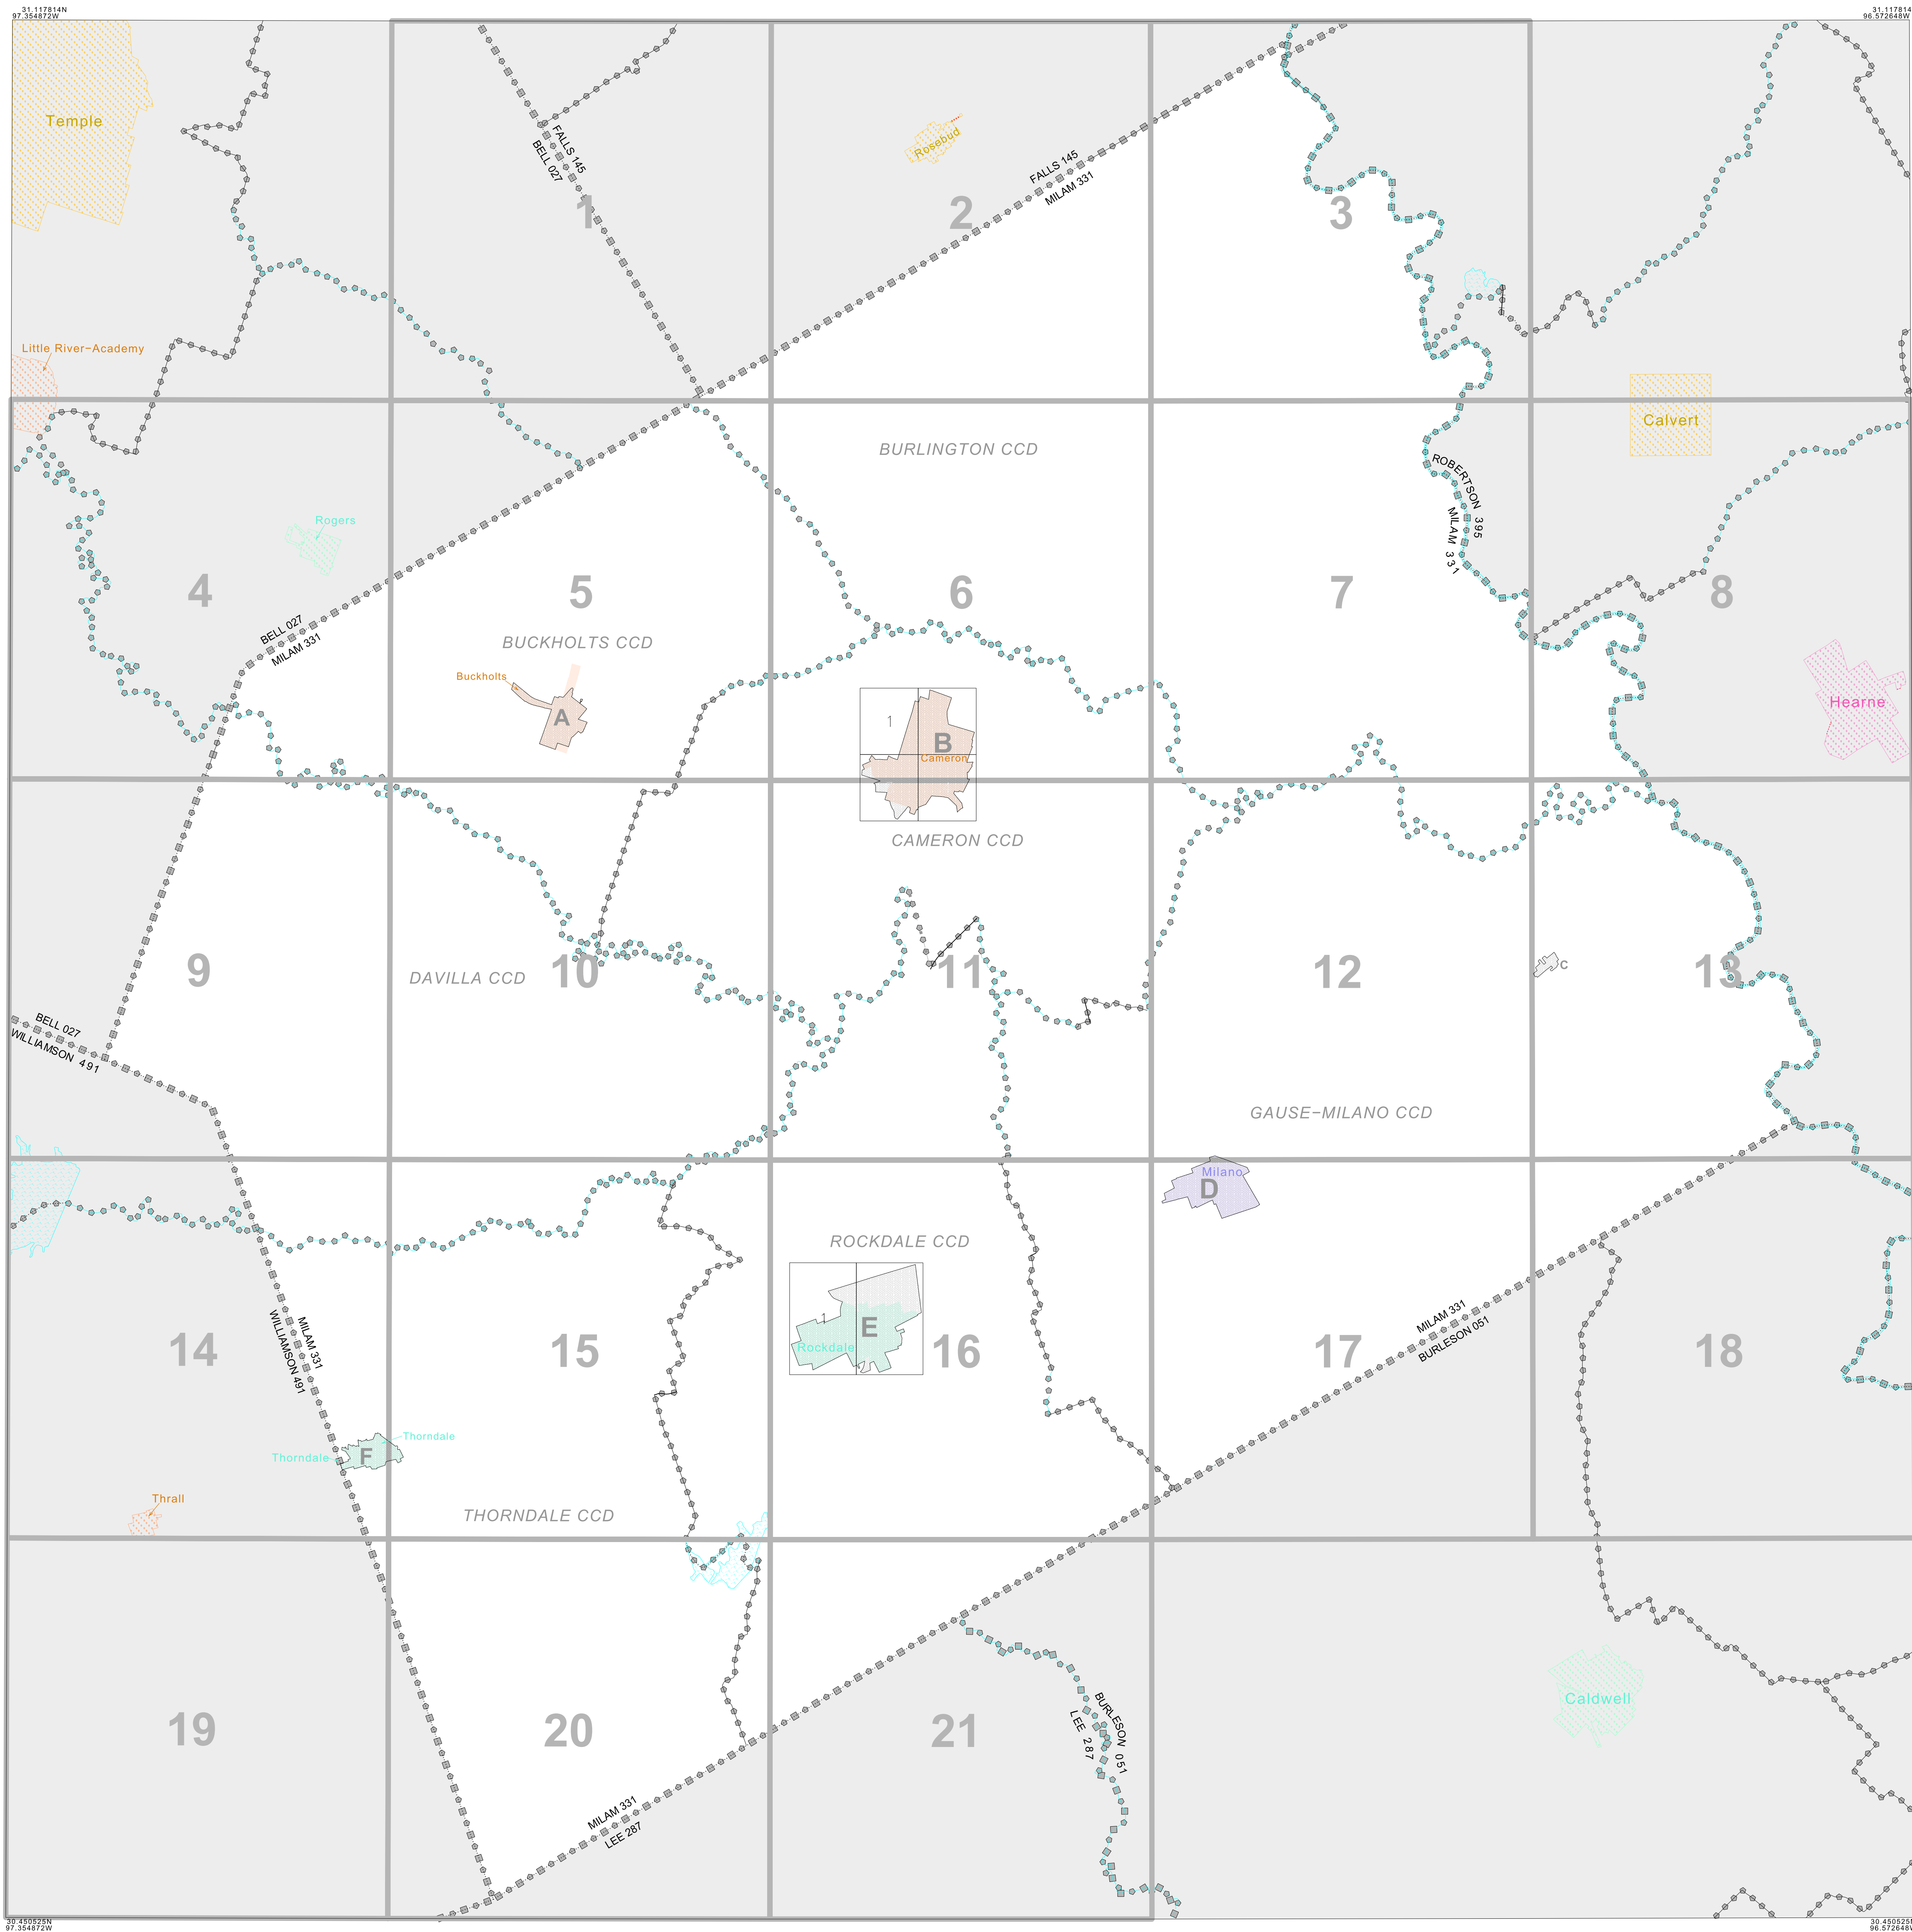 31.117814N
97.354872W
31.117814
96.572648W
Temple
FALLS 145
BELL 027
Rosebud
FALLS 145
MILAM 331
1
2
3
Little River-Academy
Calvert
BURLINGTON CCD
ROBERTSON 395
MILAM 331
Rogers
4
5
6
7
8
BELL 027
MILAM 331
BUCKHOLTS CCD
Buckholts
A
1
B
Cameron
Hearne
CAMERON CCD
9
DAVILLA CCD
10
11
12
C
13
BELL 027
WILLIAMSON 491
GAUSE-MILANO CCD
Milano
D
ROCKDALE CCD
1
E
Rockdale
MILAM 331
WILLIAMSON 491
MILAM 331
BURLESON 051
14
15
16
17
18
Thorndale
Thorndale
F
Thrall
THORNDALE CCD
Caldwell
BURLESON 051
LEE 287
19
20
21
MILAM 331
LEE 287
30.450525N
97.354872W
30.450525N
96.572648W